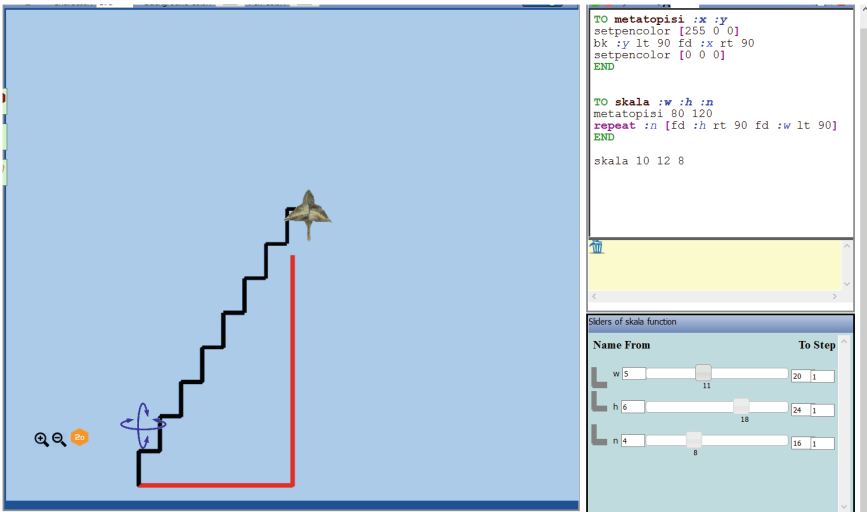 TO metatopisi :x :y
setpencolor [255 0 0]
bk :y lt 90 fd :x rt 90
setpencolor [0 0 0]
END
TO skala :w :h :n
metatopisi 80 120
repeat :n [fd :h rt 90 fd :w lt 90]
END
skala 10 12 8
Sliders of skala function
Name From To Step
w 5 20 1
11
h 6 24 1
18
n 4 16 1
8